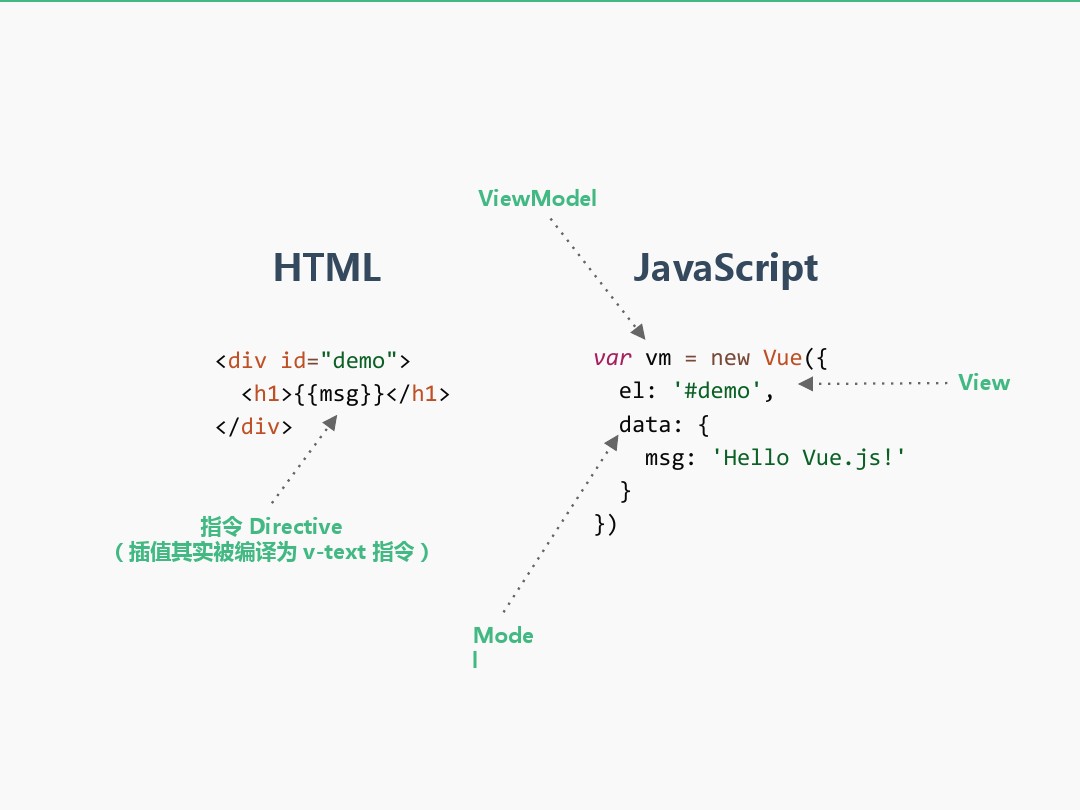 ViewModel
HTML
JavaScript
<div id="demo">
  <h1>{{msg}}</h1>
</div>
var vm = new Vue({
  el: '#demo',
  data: {
    msg: 'Hello Vue.js!'
  }
})
View
指令 Directive
（插值其实被编译为 v-text 指令）
Mode
l